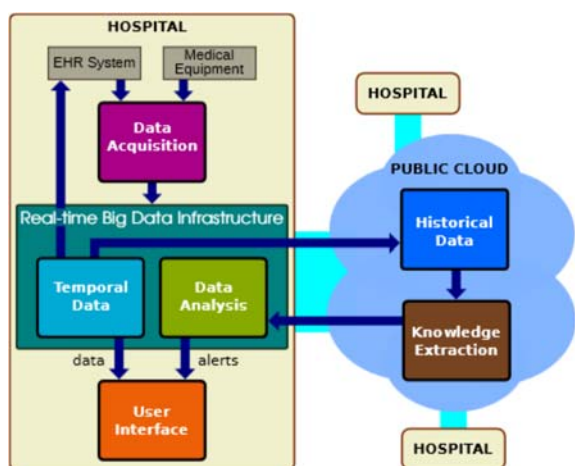 HOSPITAL
EHR System
Medical
Equipment
Data
Acquisition
Real-time Big Data Infrastructure
Temporal
Data
Data
Analysis
data
alerts
User
Interface
HOSPITAL
PUBLIC CLOUD
Historical
Data
Knowledge
Extraction
HOSPITAL